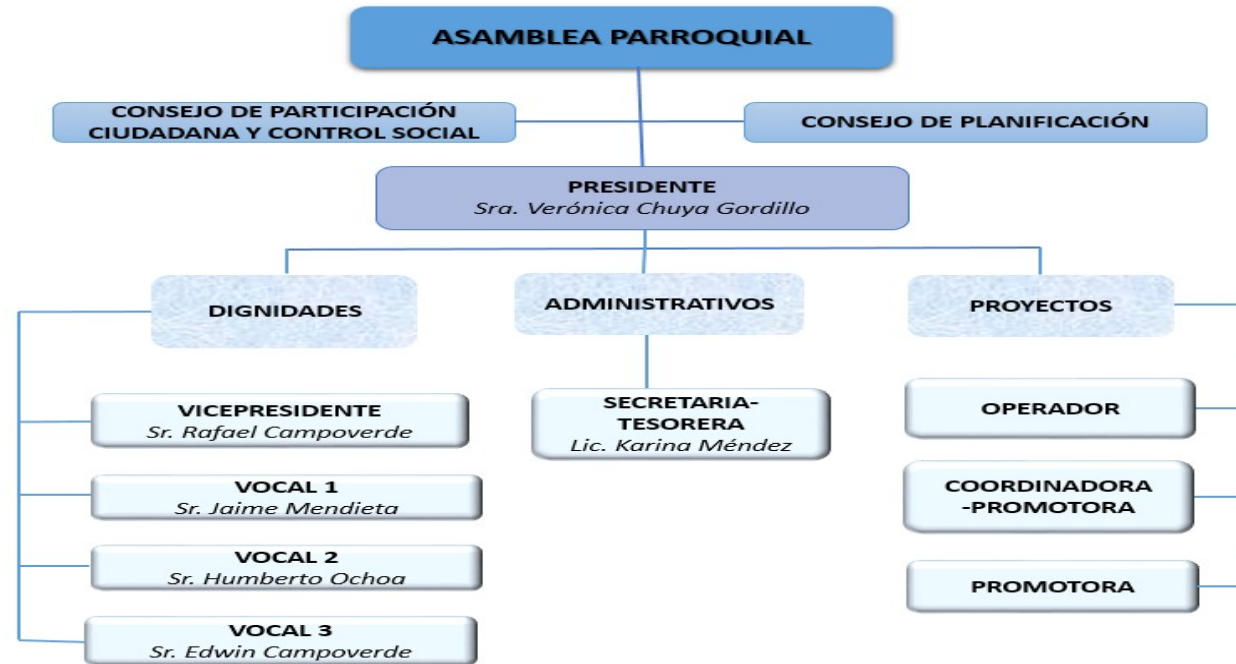 ASAMBLEA PARROQUIAL
CONSEJO DE PARTICIPACIÓN
CIUDADANA Y CONTROL SOCIAL
CONSEJO DE PLANIFICACIÓN
PRESIDENTE
Sra. Verónica Chuya Gordillo
DIGNIDADES
ADMINISTRATIVOS
PROYECTOS
VICEPRESIDENTE
Sr. Rafael Campoverde
VOCAL 1
Sr. Jaime Mendieta
VOCAL 2
Sr. Humberto Ochoa
VOCAL 3
Sr. Edwin Campoverde
SECRETARIA-
TESORERA
Lic. Karina Méndez
OPERADOR
COORDINADORA
-PROMOTORA
PROMOTORA